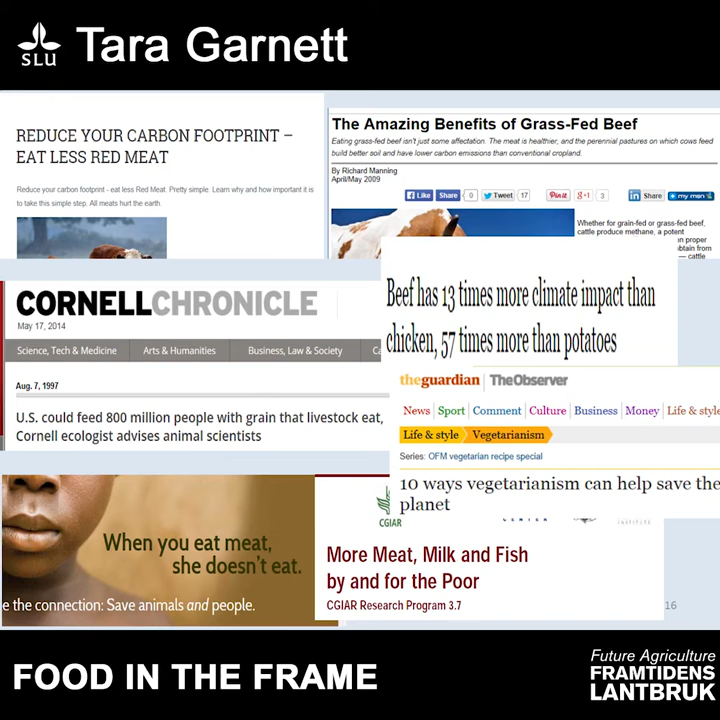 SLU
Tara Garnett
REDUCE YOUR CARBON FOOTPRINT –
EAT LESS RED MEAT
Reduce your carbon footprint - eat less Red Meat. Pretty simple. Learn why and how important it is
to take this simple step. All meats hurt the earth.
The Amazing Benefits of Grass-Fed Beef
Eating grass-fed beef isn't just some affectation. The meat is healthier, and the perennial pastures on which cows feed
build better soil and have lower carbon emissions than conventional cropland.
By Richard Manning
April/May 2009
Like Share 0 Tweet 17 Pinit +1 3 Share my msn
Whether for grain-fed or grass-fed beef,
cattle produce methane, a potent
n proper
btain from
— cattle
Beef has 13 times more climate impact than
chicken, 57 times more than potatoes
CORNELLCHRONICLE
May 17, 2014
Science, Tech & Medicine Arts & Humanities Business, Law & Society Ca
Aug. 7, 1997
U.S. could feed 800 million people with grain that livestock eat,
Cornell ecologist advises animal scientists
theguardian | TheObserver
News Sport Comment Culture Business Money Life & style
Life & style Vegetarianism
Series: OFM vegetarian recipe special
10 ways vegetarianism can help save the
planet
When you eat meat,
she doesn't eat.
e the connection: Save animals and people.
CGIAR
More Meat, Milk and Fish
by and for the Poor
CGIAR Research Program 3.7
16
FOOD IN THE FRAME
Future Agriculture
FRAMTIDENS
LANTBRUK